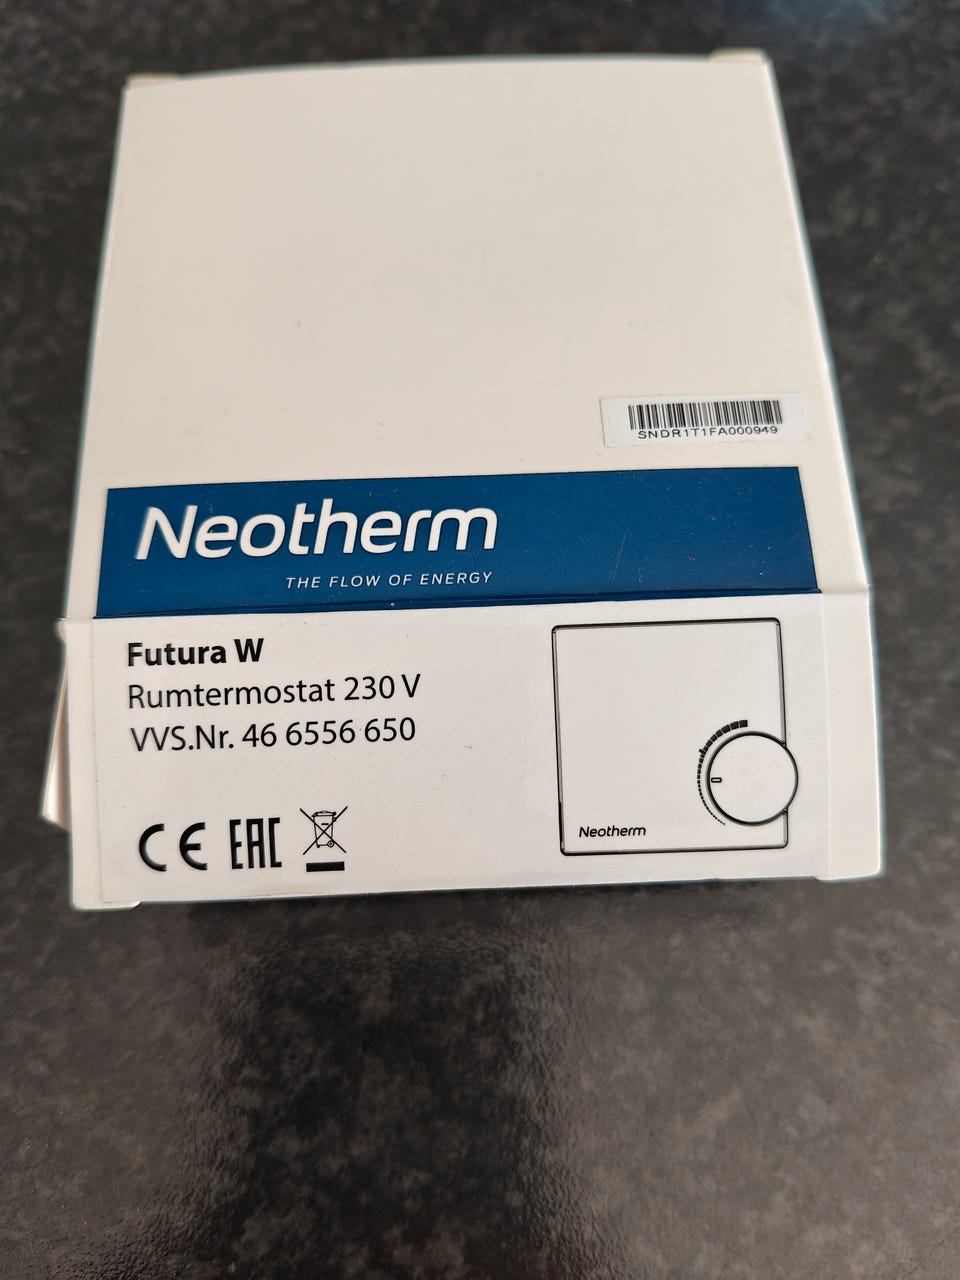 SNDR1T1FA000949
Neotherm
THE FLOW OF ENERGY
Futura W
Rumtermostat 230 V
VVS.Nr. 46 6556 650
CE EAC
Neotherm